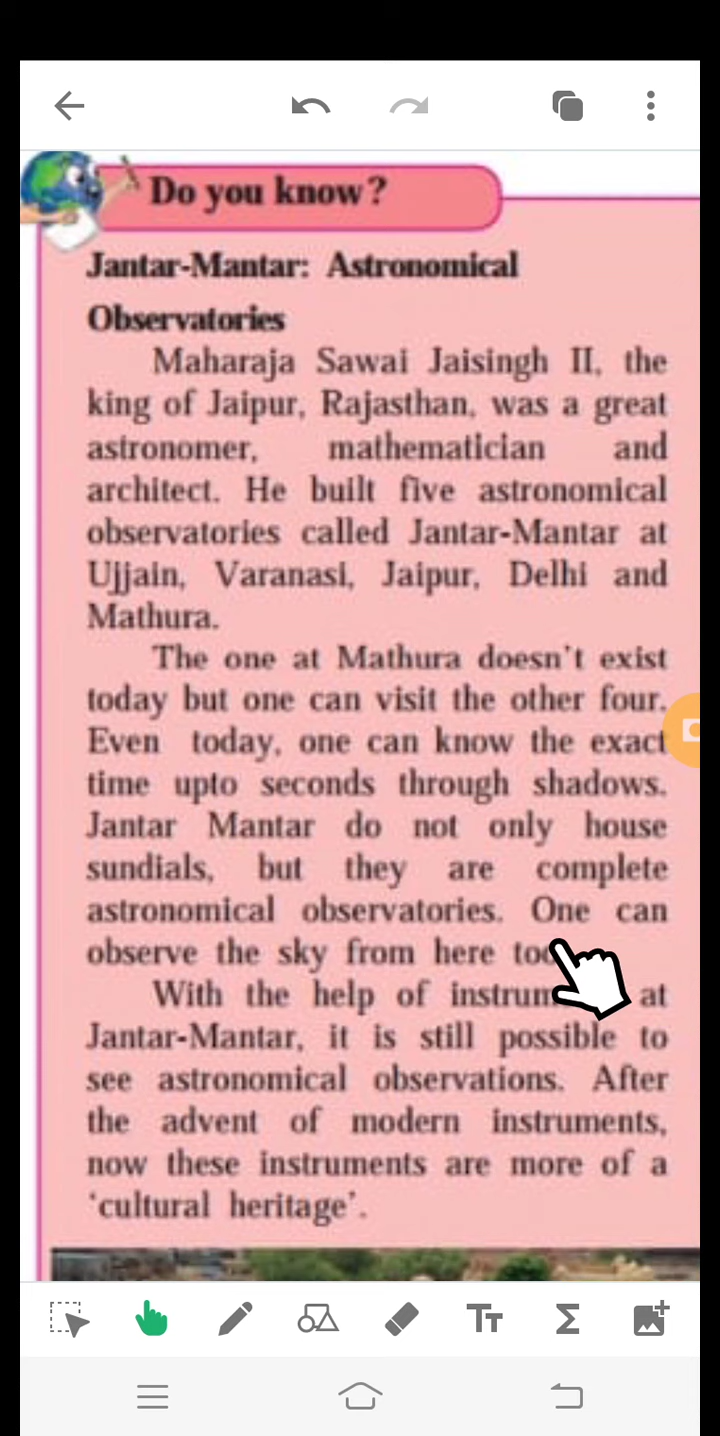 Do you know?
Jantar-Mantar: Astronomical
Observatories
Maharaja Sawai Jaisingh II, the
king of Jaipur, Rajasthan, was a great
astronomer, mathematician and
architect. He built five astronomical
observatories called Jantar-Mantar at
Ujjain, Varanasi, Jaipur, Delhi and
Mathura.
The one at Mathura doesn't exist
today but one can visit the other four.
Even today, one can know the exact
time upto seconds through shadows.
Jantar Mantar do not only house
sundials, but they are complete
astronomical observatories. One can
observe the sky from here
With the help of at
Jantar-Mantar, it is still possible to
see astronomical observations. After
the advent of modern instruments,
now these instruments are more of a
'cultural heritage'.
TT
Σ